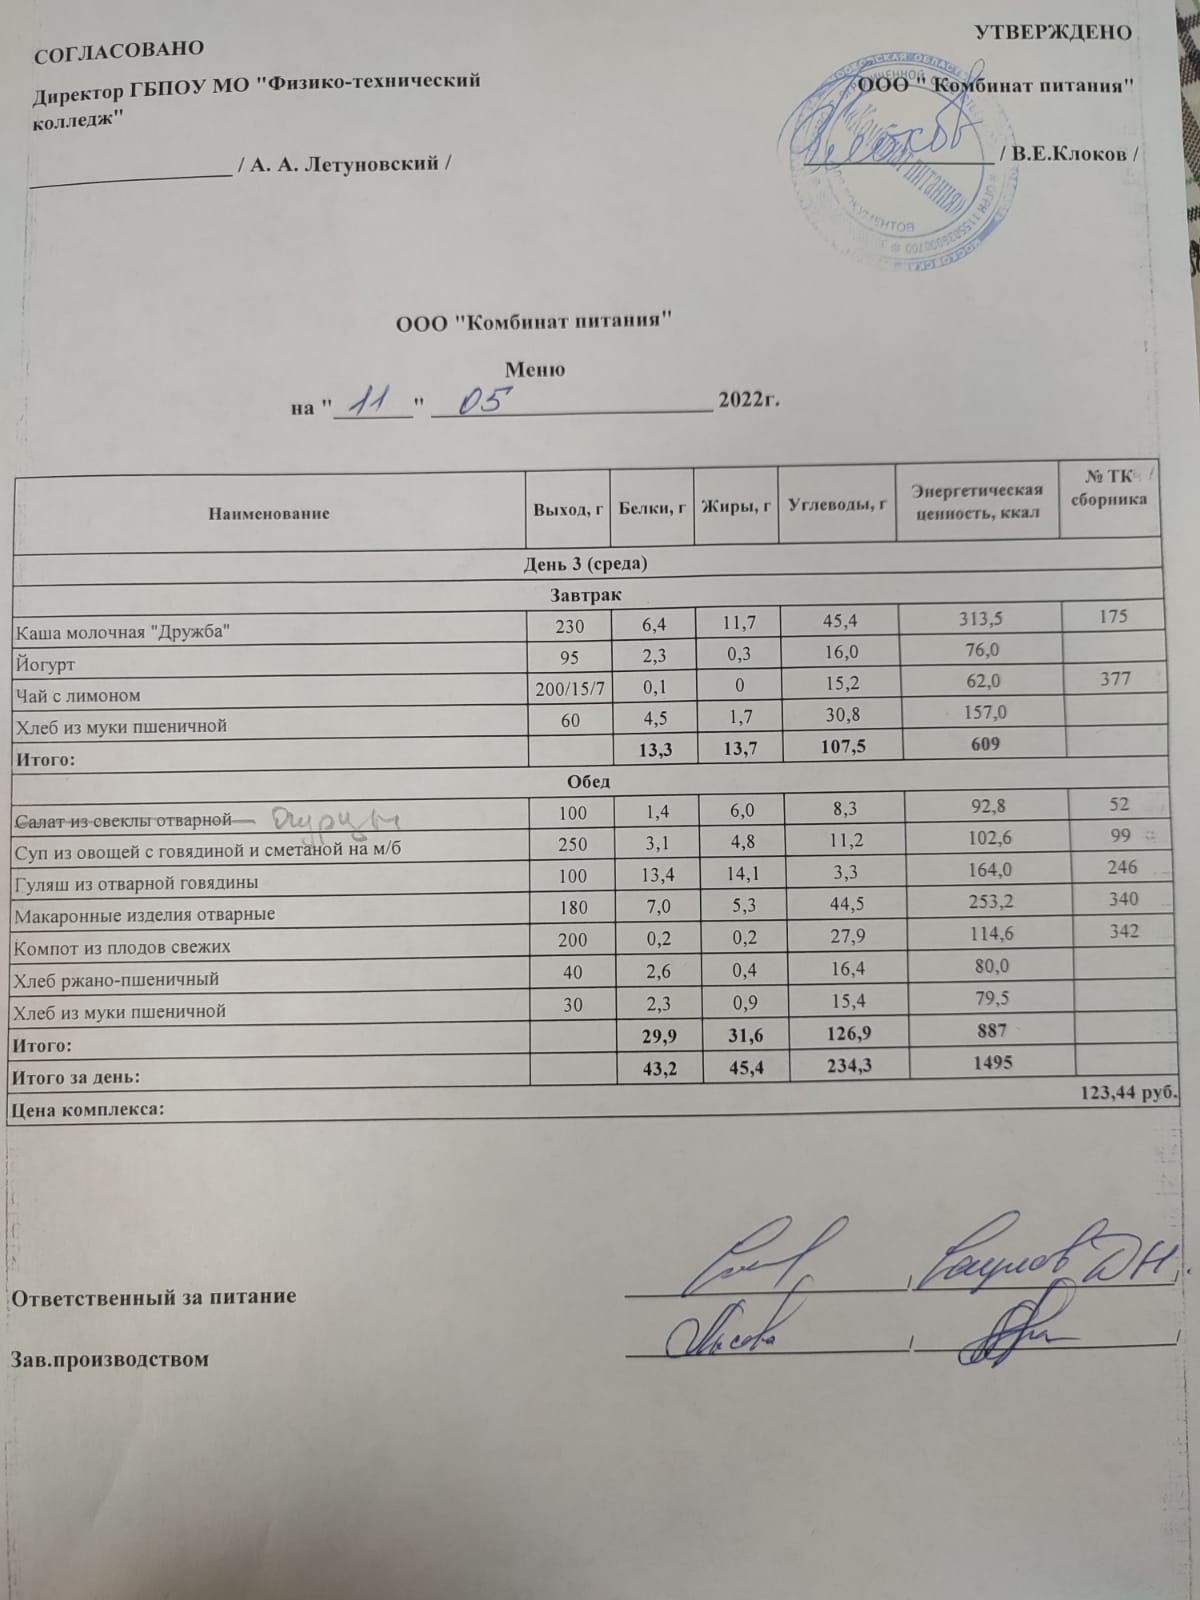 СОГЛАСОВАНО
Директор ГБПОУ МО "Физико-технический
колледж"
/ А. А. Летуновский /
УТВЕРЖДЕНО
ООО " Комбинат питания"
/ В.Е.Клоков /
«Комбинат питания»
ООО "Комбинат питания"
Меню
на " 11 " 05 2022г.
Наименование Выход, г Белки, г Жиры, г Углеводы, г Энергетическая ценность, ккал № ТК сборника
День 3 (среда)
Завтрак
Каша молочная "Дружба" 230 6,4 11,7 45,4 313,5 175
Йогурт 95 2,3 0,3 16,0 76,0
Чай с лимоном 200/15/7 0,1 0 15,2 62,0 377
Хлеб из муки пшеничной 60 4,5 1,7 30,8 157,0
Итого: 13,3 13,7 107,5 609
Обед
Салат из свеклы отварной огурцы 100 1,4 6,0 8,3 92,8 52
Суп из овощей с говядиной и сметаной на м/б 250 3,1 4,8 11,2 102,6 99
Гуляш из отварной говядины 100 13,4 14,1 3,3 164,0 246
Макаронные изделия отварные 180 7,0 5,3 44,5 253,2 340
Компот из плодов свежих 200 0,2 0,2 27,9 114,6 342
Хлеб ржано-пшеничный 40 2,6 0,4 16,4 80,0
Хлеб из муки пшеничной 30 2,3 0,9 15,4 79,5
Итого: 29,9 31,6 126,9 887
Итого за день: 43,2 45,4 234,3 1495
Цена комплекса: 123,44 руб.
Ответственный за питание / /
Зав.производством / /